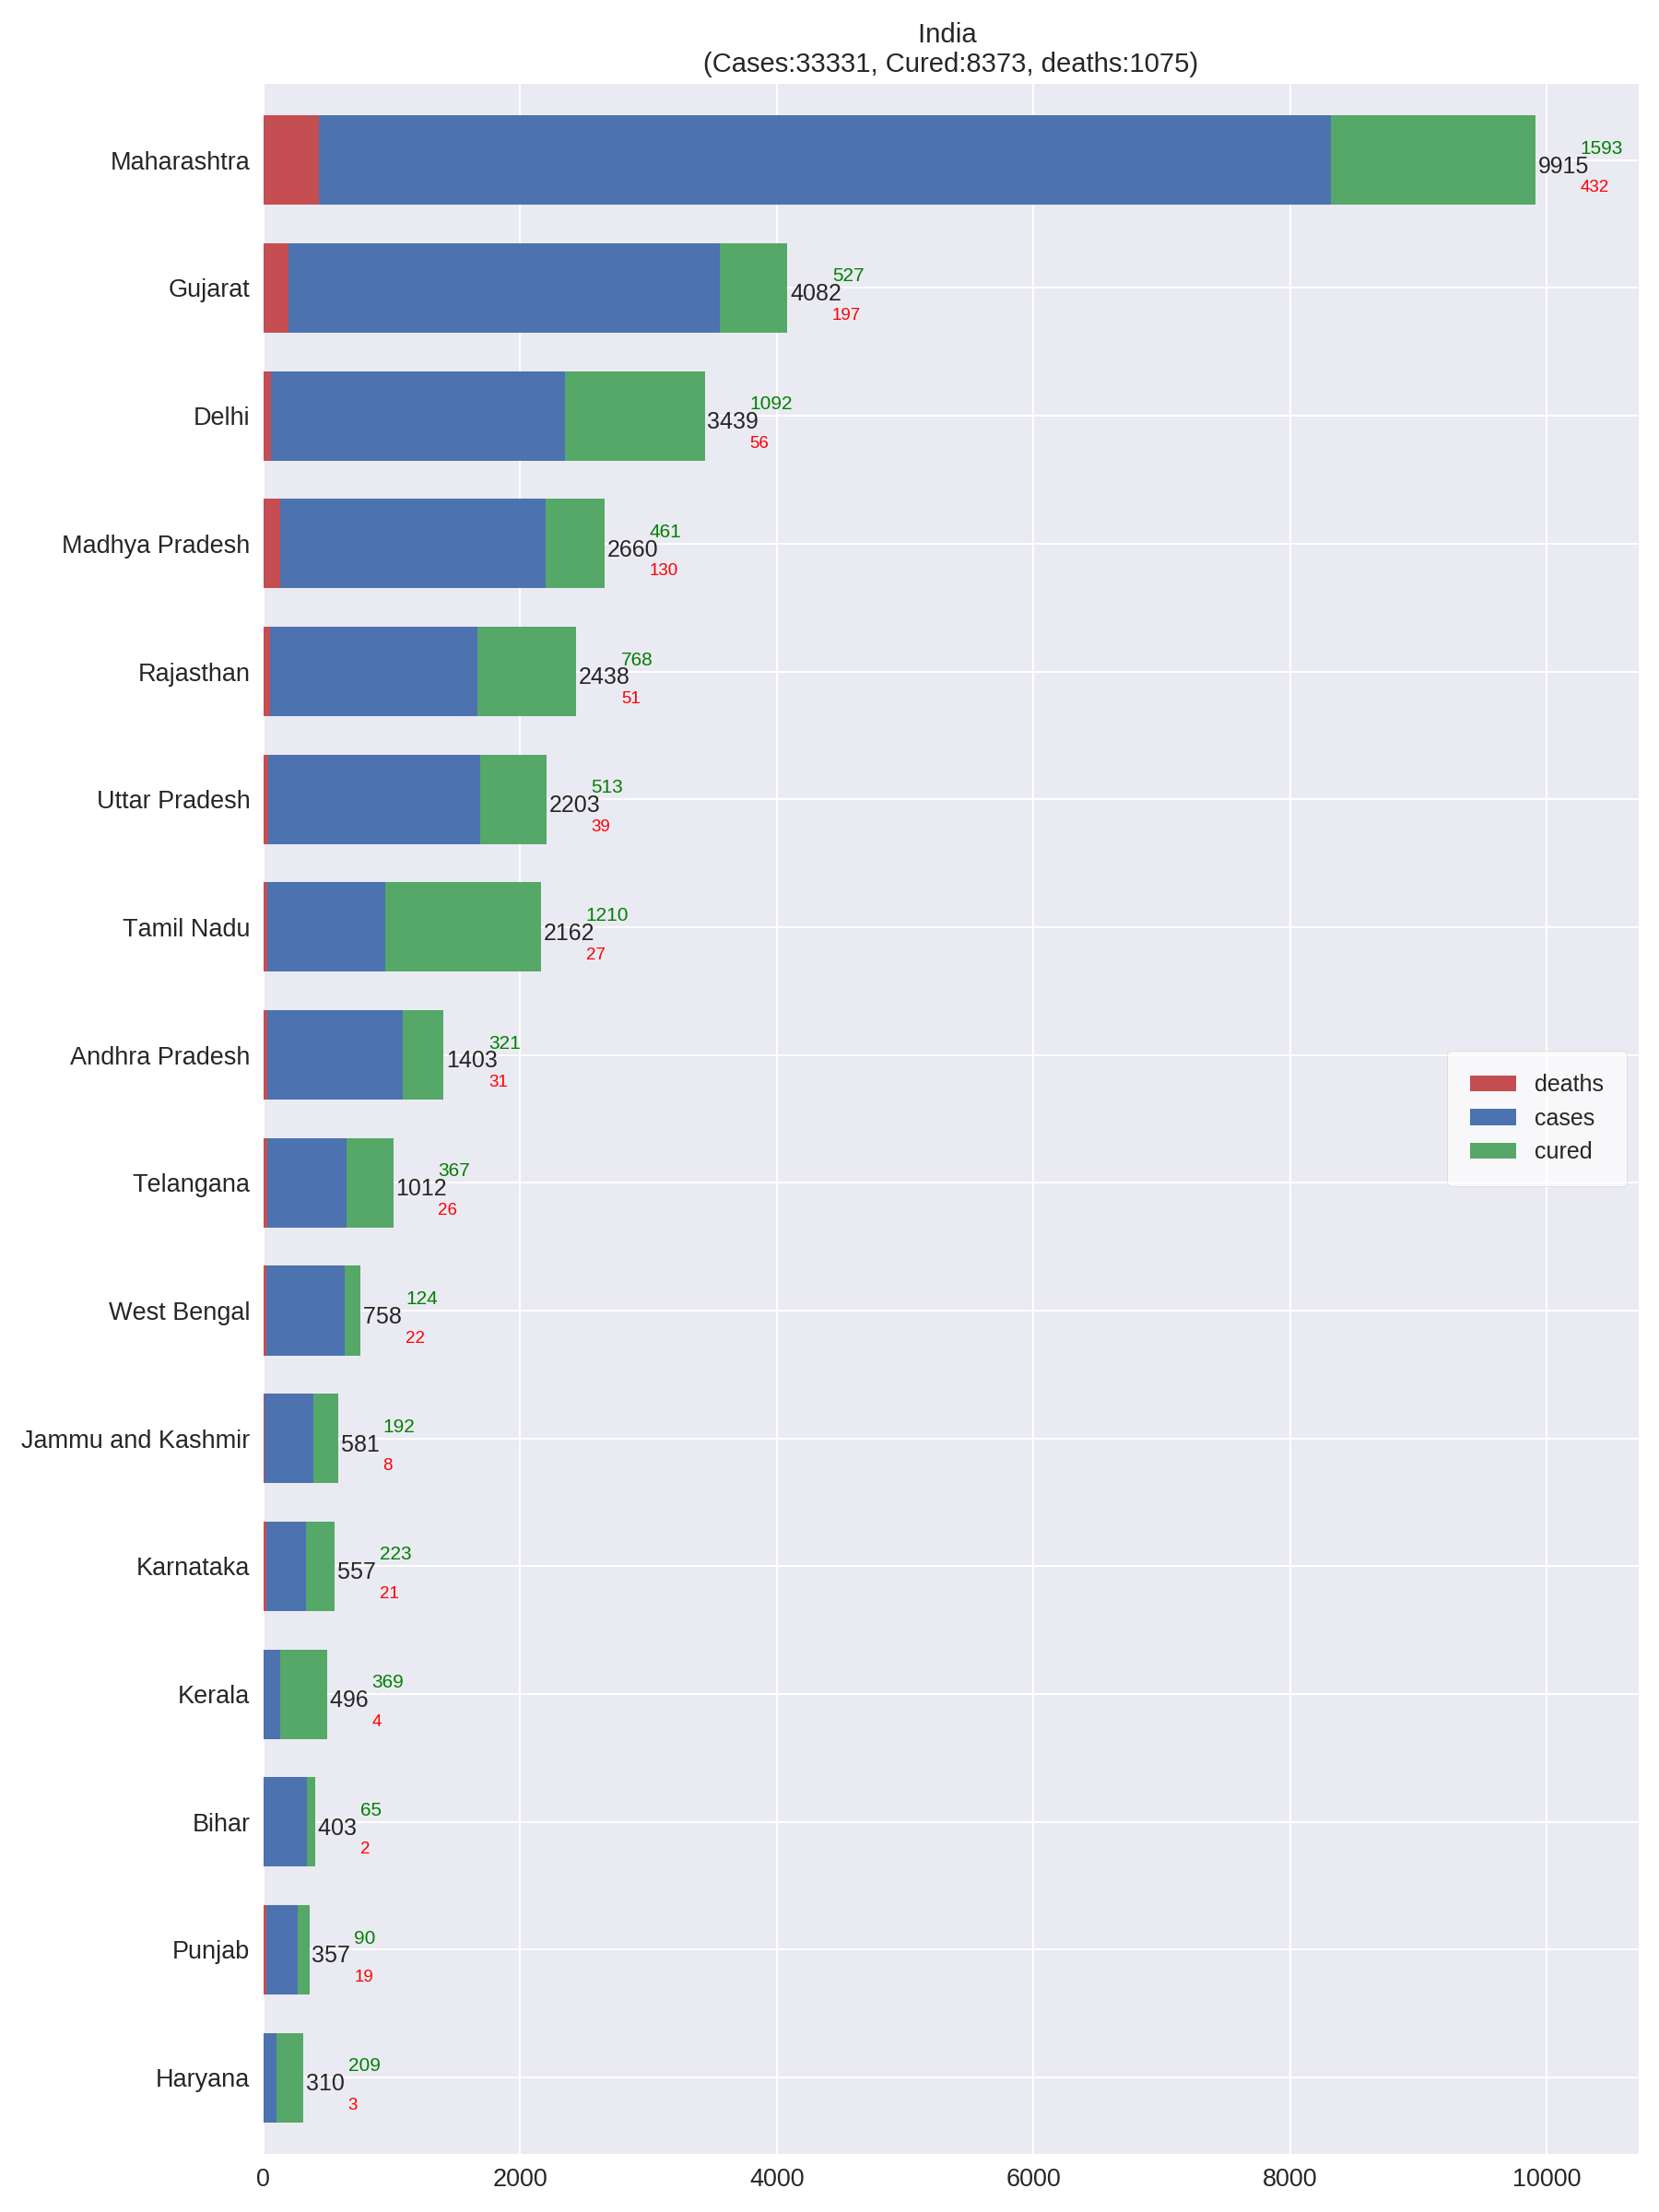 India
(Cases:33331, Cured:8373, deaths:1075)
Maharashtra
1593
9915
432
Gujarat
527
4082
197
Delhi
1092
3439
56
Madhya Pradesh
461
2660
130
Rajasthan
768
2438
51
Uttar Pradesh
513
2203
39
Tamil Nadu
1210
2162
27
Andhra Pradesh
321
1403
31
deaths
cases
cured
Telangana
367
1012
26
West Bengal
124
758
22
Jammu and Kashmir
192
581
8
Karnataka
223
557
21
Kerala
369
496
4
Bihar
65
403
2
Punjab
90
357
19
Haryana
209
310
3
0 2000 4000 6000 8000 10000